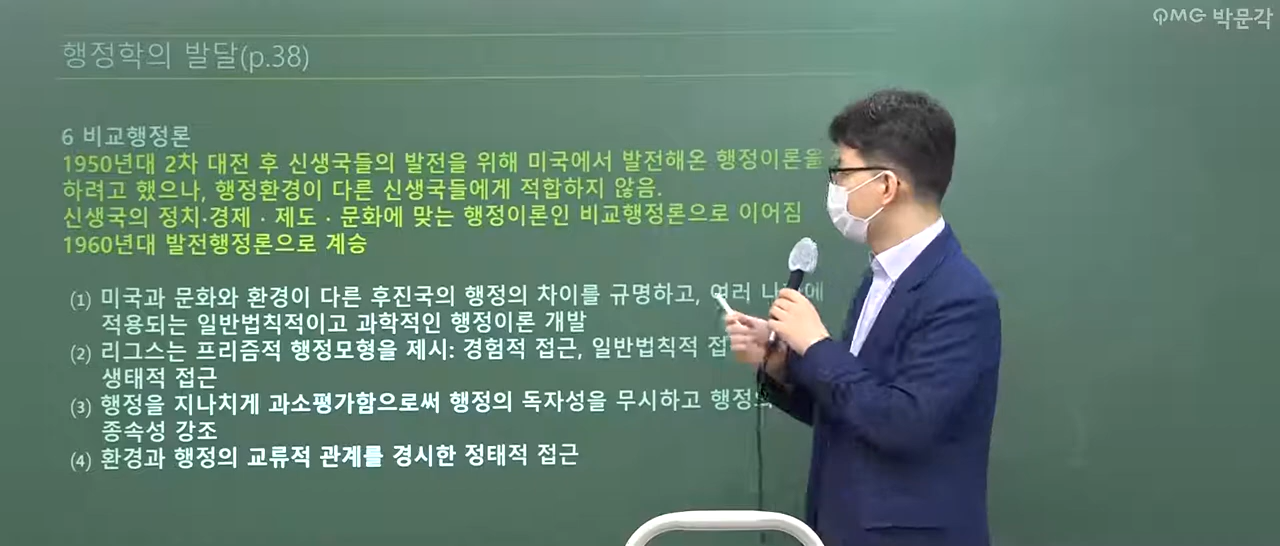 PMG 박문각
행정학의 발달(p.38)
6 비교행정론
1950년대 2차 대전 후 신생국들의 발전을 위해 미국에서 발전해온 행정이론을
하려고 했으나, 행정환경이 다른 신생국들에게 적합하지 않음.
신생국의 정치·경제 · 제도 · 문화에 맞는 행정이론인 비교행정론으로 이어짐
1960년대 발전행정론으로 계승
(1) 미국과 문화와 환경이 다른 후진국의 행정의 차이를 규명하고, 여러
적용되는 일반법칙적이고 과학적인 행정이론 개발
(2) 리그스는 프리즘적 행정모형을 제시: 경험적 접근, 일반법칙적
생태적 접근
(3) 행정을 지나치게 과소평가함으로써 행정의 독자성을 무시하고
종속성 강조
(4) 환경과 행정의 교류적 관계를 경시한 정태적 접근